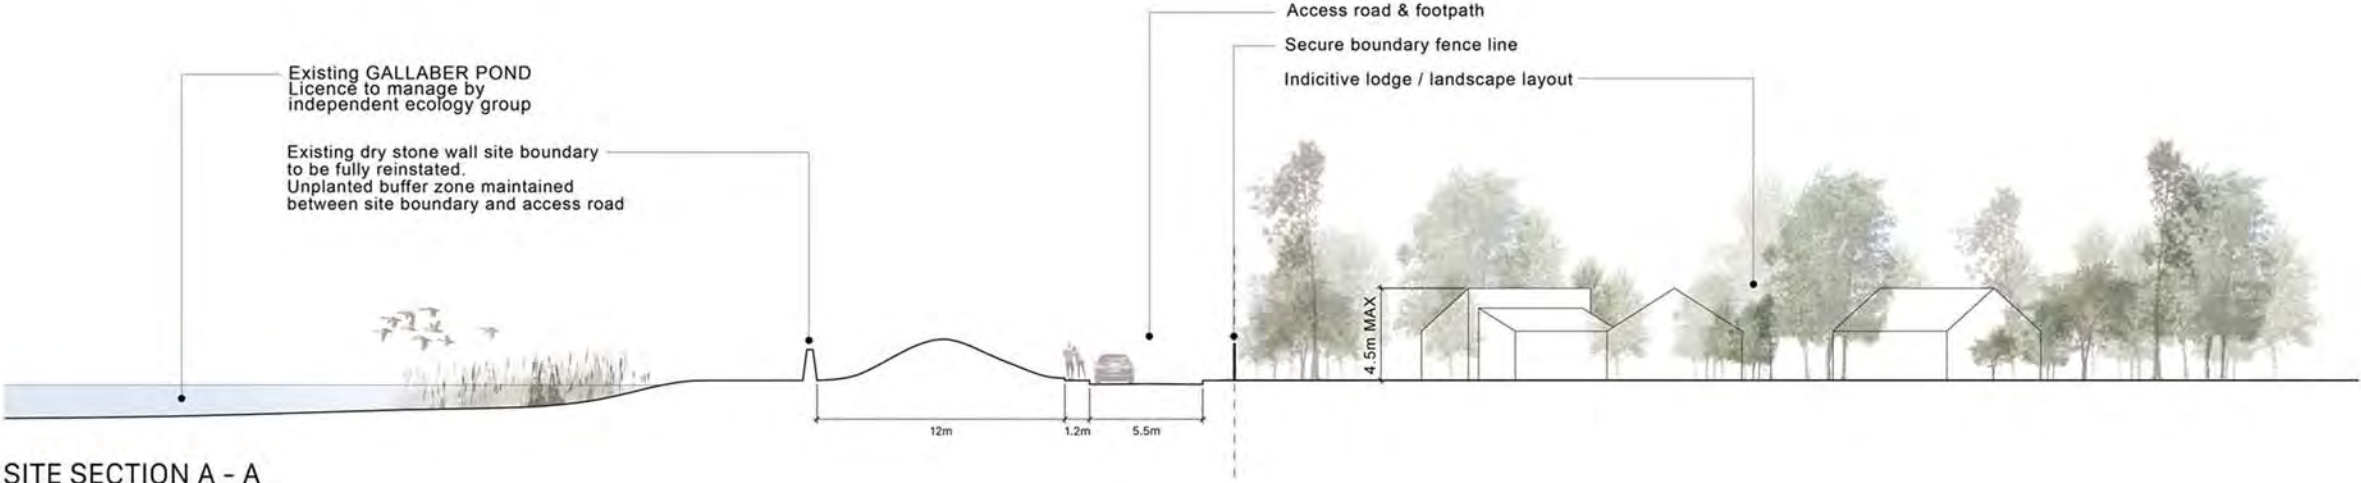 Access road & footpath
Secure boundary fence line
Indicitive lodge / landscape layout
Existing GALLABER POND
Licence to manage by
independent ecology group
Existing dry stone wall site boundary
to be fully reinstated.
Unplanted buffer zone maintained
between site boundary and access road
4.5m MAX
12m
1.2m
5.5m
SITE SECTION A - A